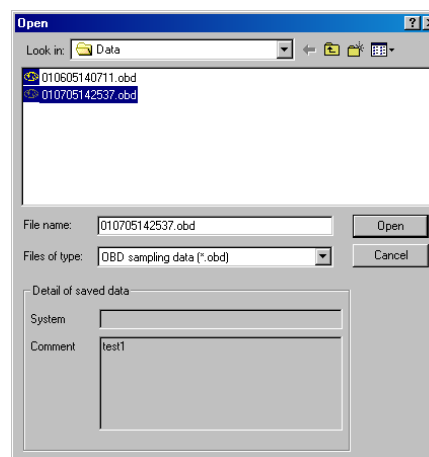 Open
Look in: Data
010605140711.obd
010705142537.obd
File name: 010705142537.obd Open
Files of type: OBD sampling data (*.obd) Cancel
Detail of saved data
System
Comment test1